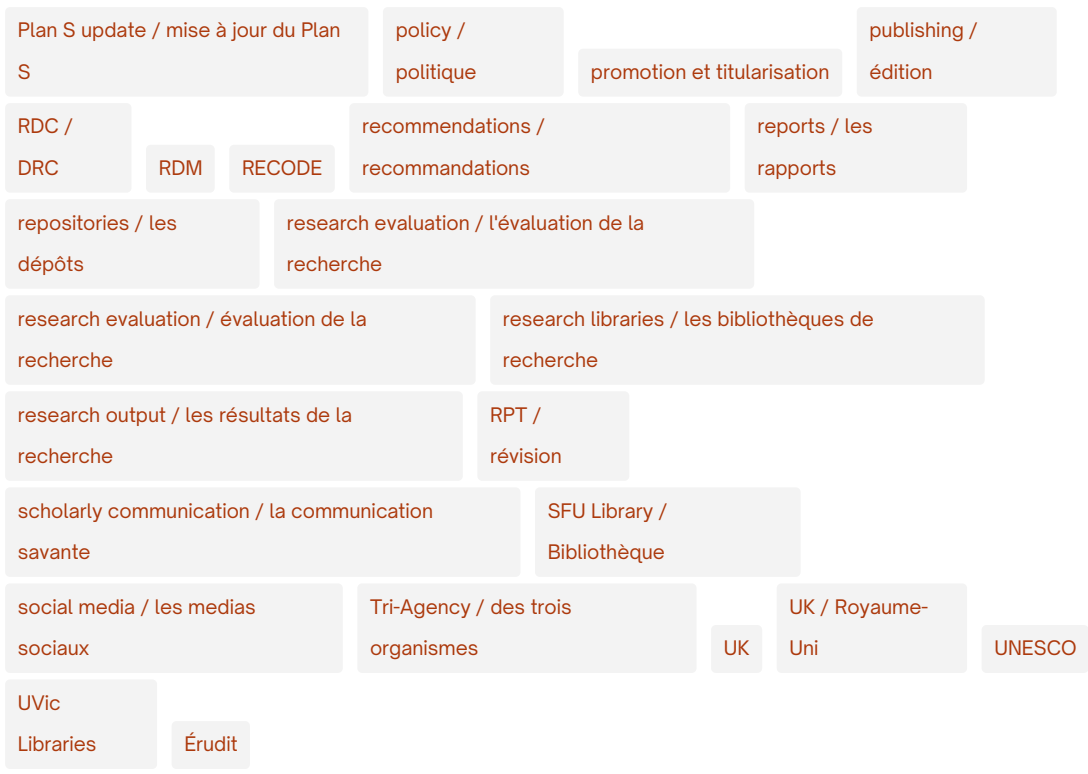 Plan S update / mise à jour du Plan
S
policy /
politique
promotion et titularisation
publishing /
édition
RDC /
DRC
RDM
RECODE
recommendations /
recommandations
reports / les
rapports
repositories / les
dépôts
research evaluation / l'évaluation de la
recherche
research evaluation / évaluation de la
recherche
research libraries / les bibliothèques de
recherche
research output / les résultats de la
recherche
RPT /
révision
scholarly communication / la communication
savante
SFU Library /
Bibliothèque
social media / les medias
sociaux
Tri-Agency / des trois
organismes
UK
UK / Royaume-
Uni
UNESCO
UVic
Libraries
Érudit